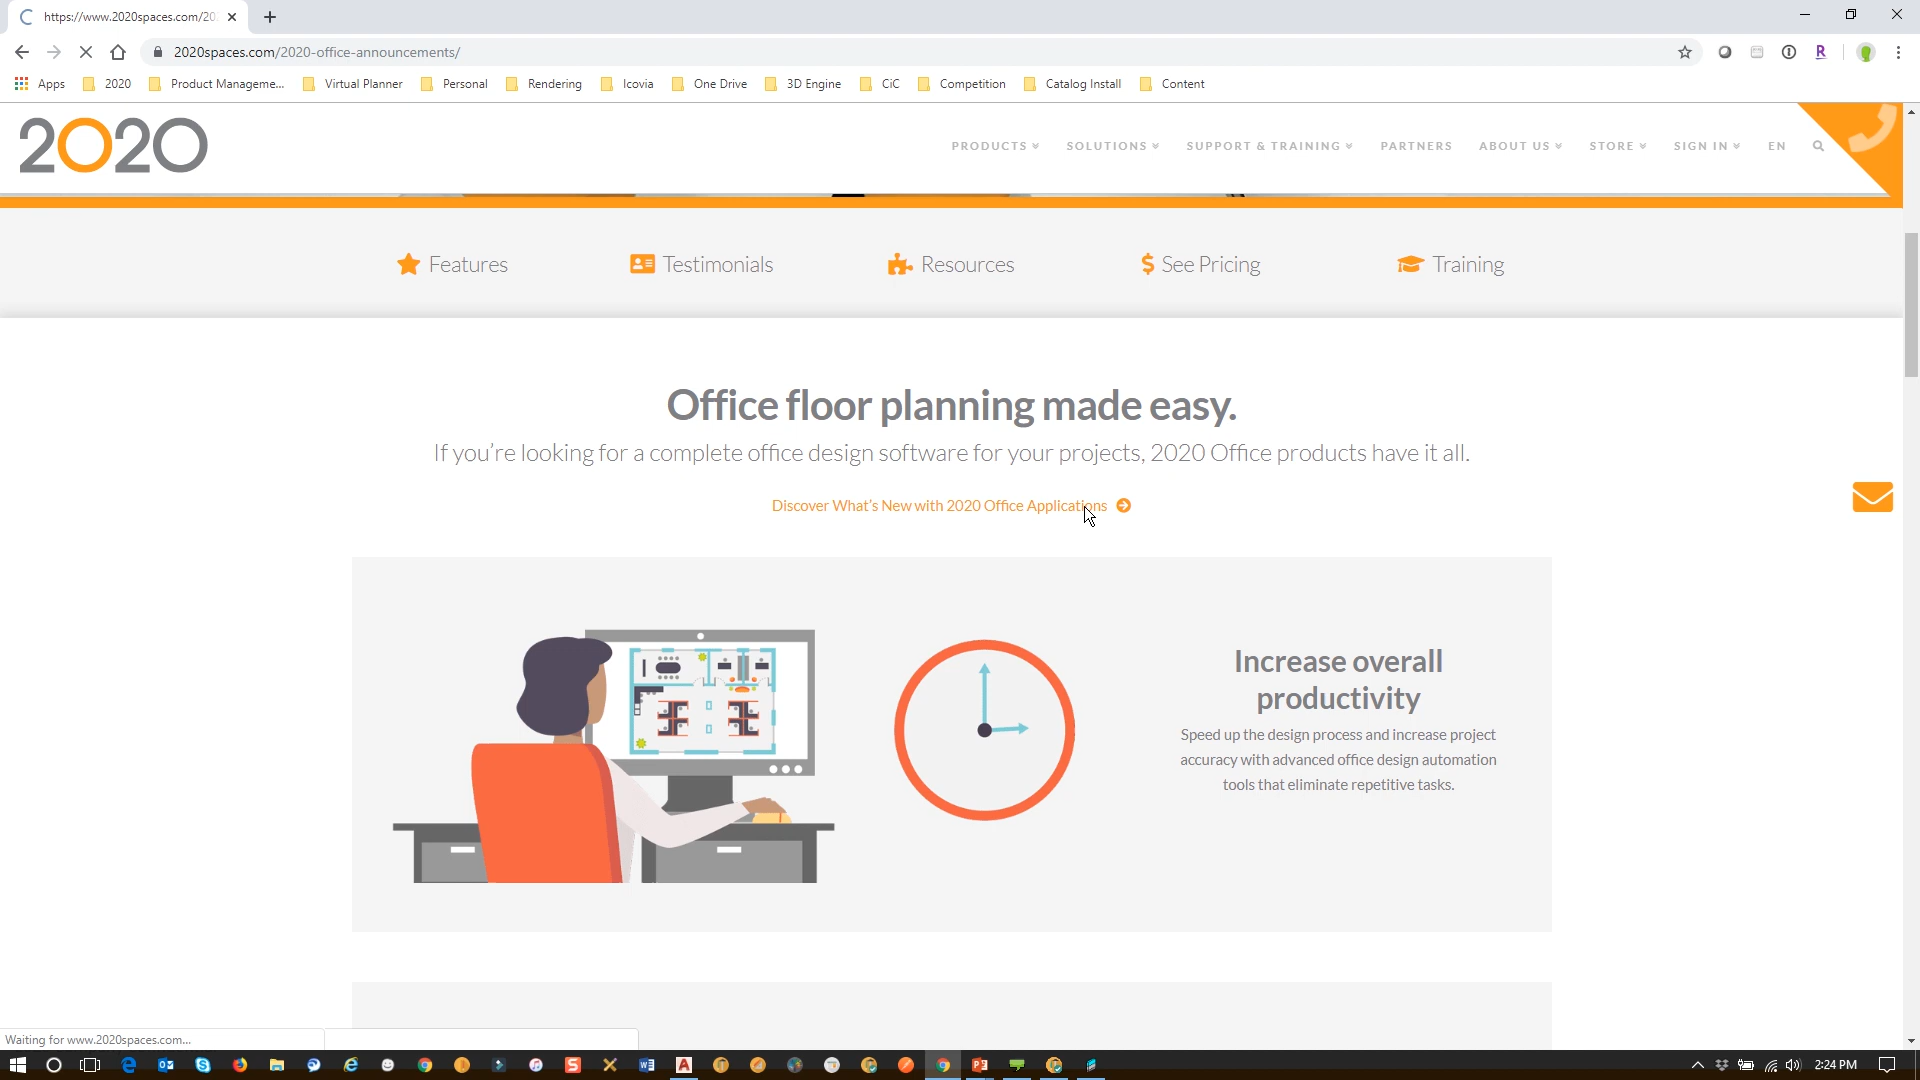 https://www.2020spaces.com/20
2020spaces.com/2020-office-announcements/
Apps 2020 Product Manageme... Virtual Planner Personal Rendering Icovia One Drive 3D Engine CiC Competition Catalog Install Content
2020
PRODUCTS SOLUTIONS SUPPORT & TRAINING PARTNERS ABOUT US STORE SIGN IN EN
Features Testimonials Resources See Pricing Training
Office floor planning made easy.
If you're looking for a complete office design software for your projects, 2020 Office products have it all.
Discover What's New with 2020 Office Applications
Increase overall
productivity
Speed up the design process and increase project
accuracy with advanced office design automation
tools that eliminate repetitive tasks.
Waiting for www.2020spaces.com...
2:24 PM